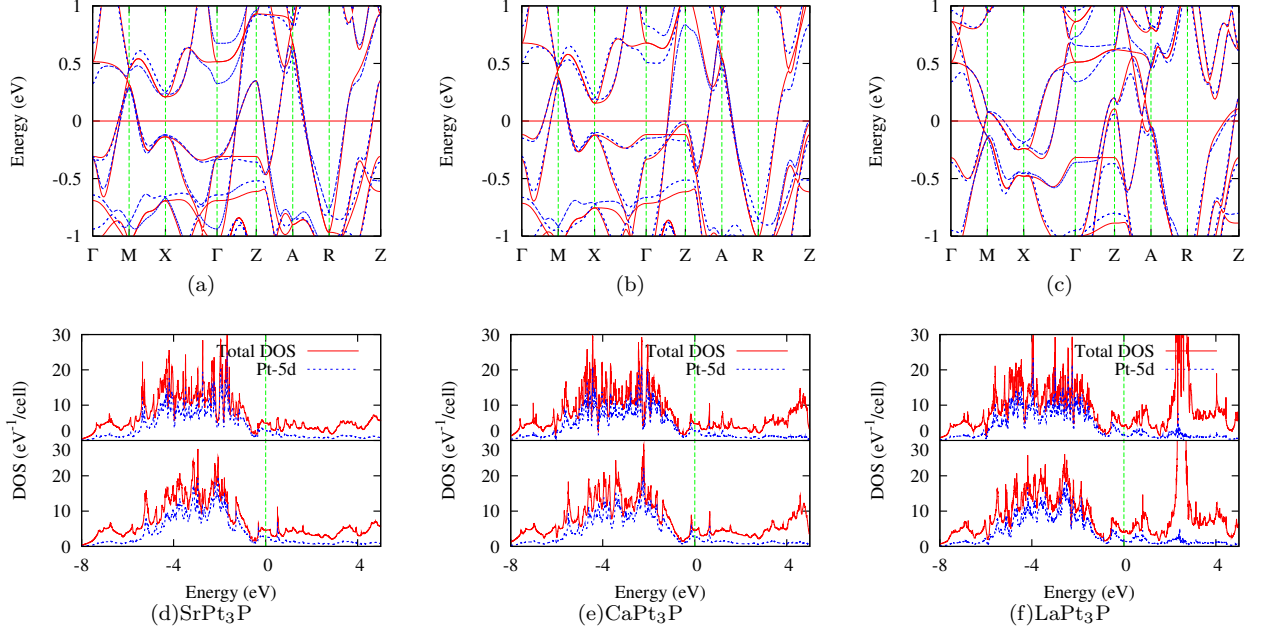 1
0.5
0
-0.5
-1
Energy (eV)
Γ M X Γ Z A R Z
(a)
1
0.5
0
-0.5
-1
Energy (eV)
Γ M X Γ Z A R Z
(b)
1
0.5
0
-0.5
-1
Energy (eV)
Γ M X Γ Z A R Z
(c)
30
20
10
0
20
10
0
DOS (eV⁻¹/cell)
Total DOS
Pt-5d
-8 -4 0 4
Energy (eV)
(d)SrPt₃P
30
20
10
0
20
10
0
DOS (eV⁻¹/cell)
Total DOS
Pt-5d
-8 -4 0 4
Energy (eV)
(e)CaPt₃P
30
20
10
0
20
10
0
DOS (eV⁻¹/cell)
Total DOS
Pt-5d
-8 -4 0 4
Energy (eV)
(f)LaPt₃P